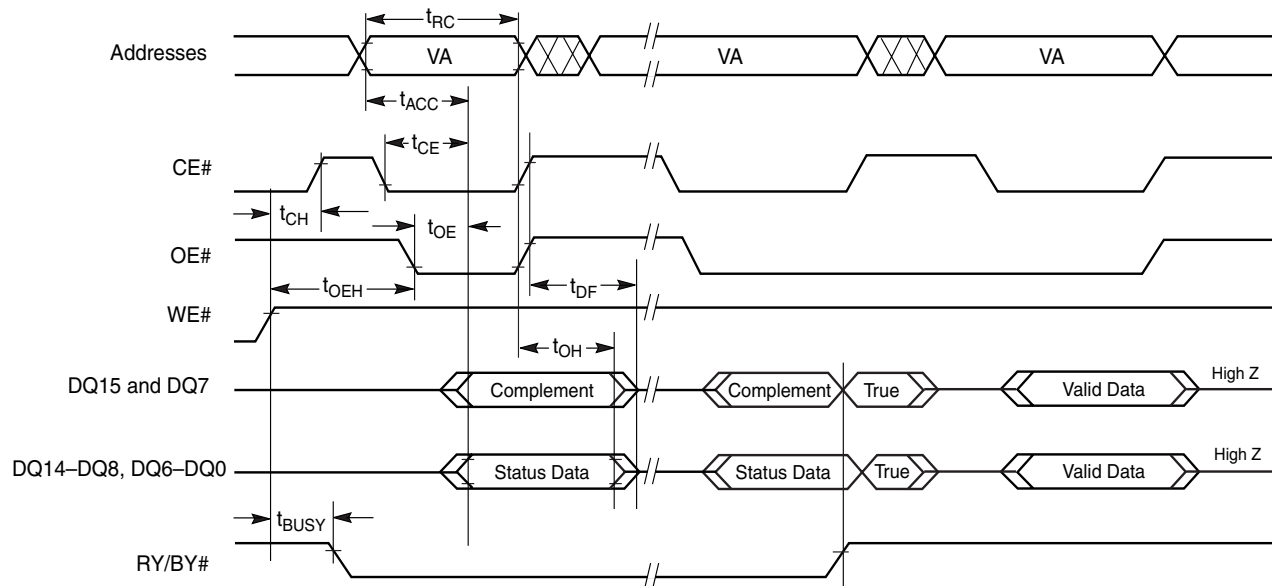 tRC
Addresses VA VA VA
tACC
tCE
CE#
tCH tOE
OE#
tOEH tDF
WE#
tOH
DQ15 and DQ7 Complement Complement True Valid Data High Z
DQ14–DQ8, DQ6–DQ0 Status Data Status Data True Valid Data High Z
tBUSY
RY/BY#